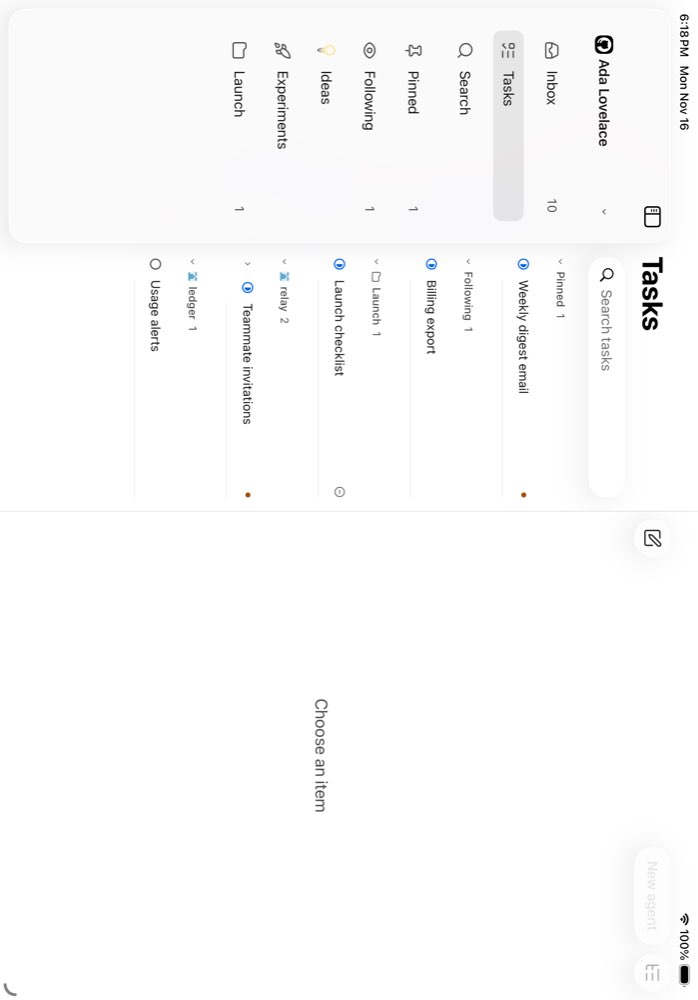 6:18 PM Mon Nov 16
100%
Ada Lovelace
Inbox 10
Tasks
Search
Pinned 1
Following 1
Ideas
Experiments
Launch 1
Tasks
Search tasks
Pinned 1
Weekly digest email
Following 1
Billing export
Launch 1
Launch checklist
relay 2
Teammate invitations
ledger 1
Usage alerts
New agent
Choose an item